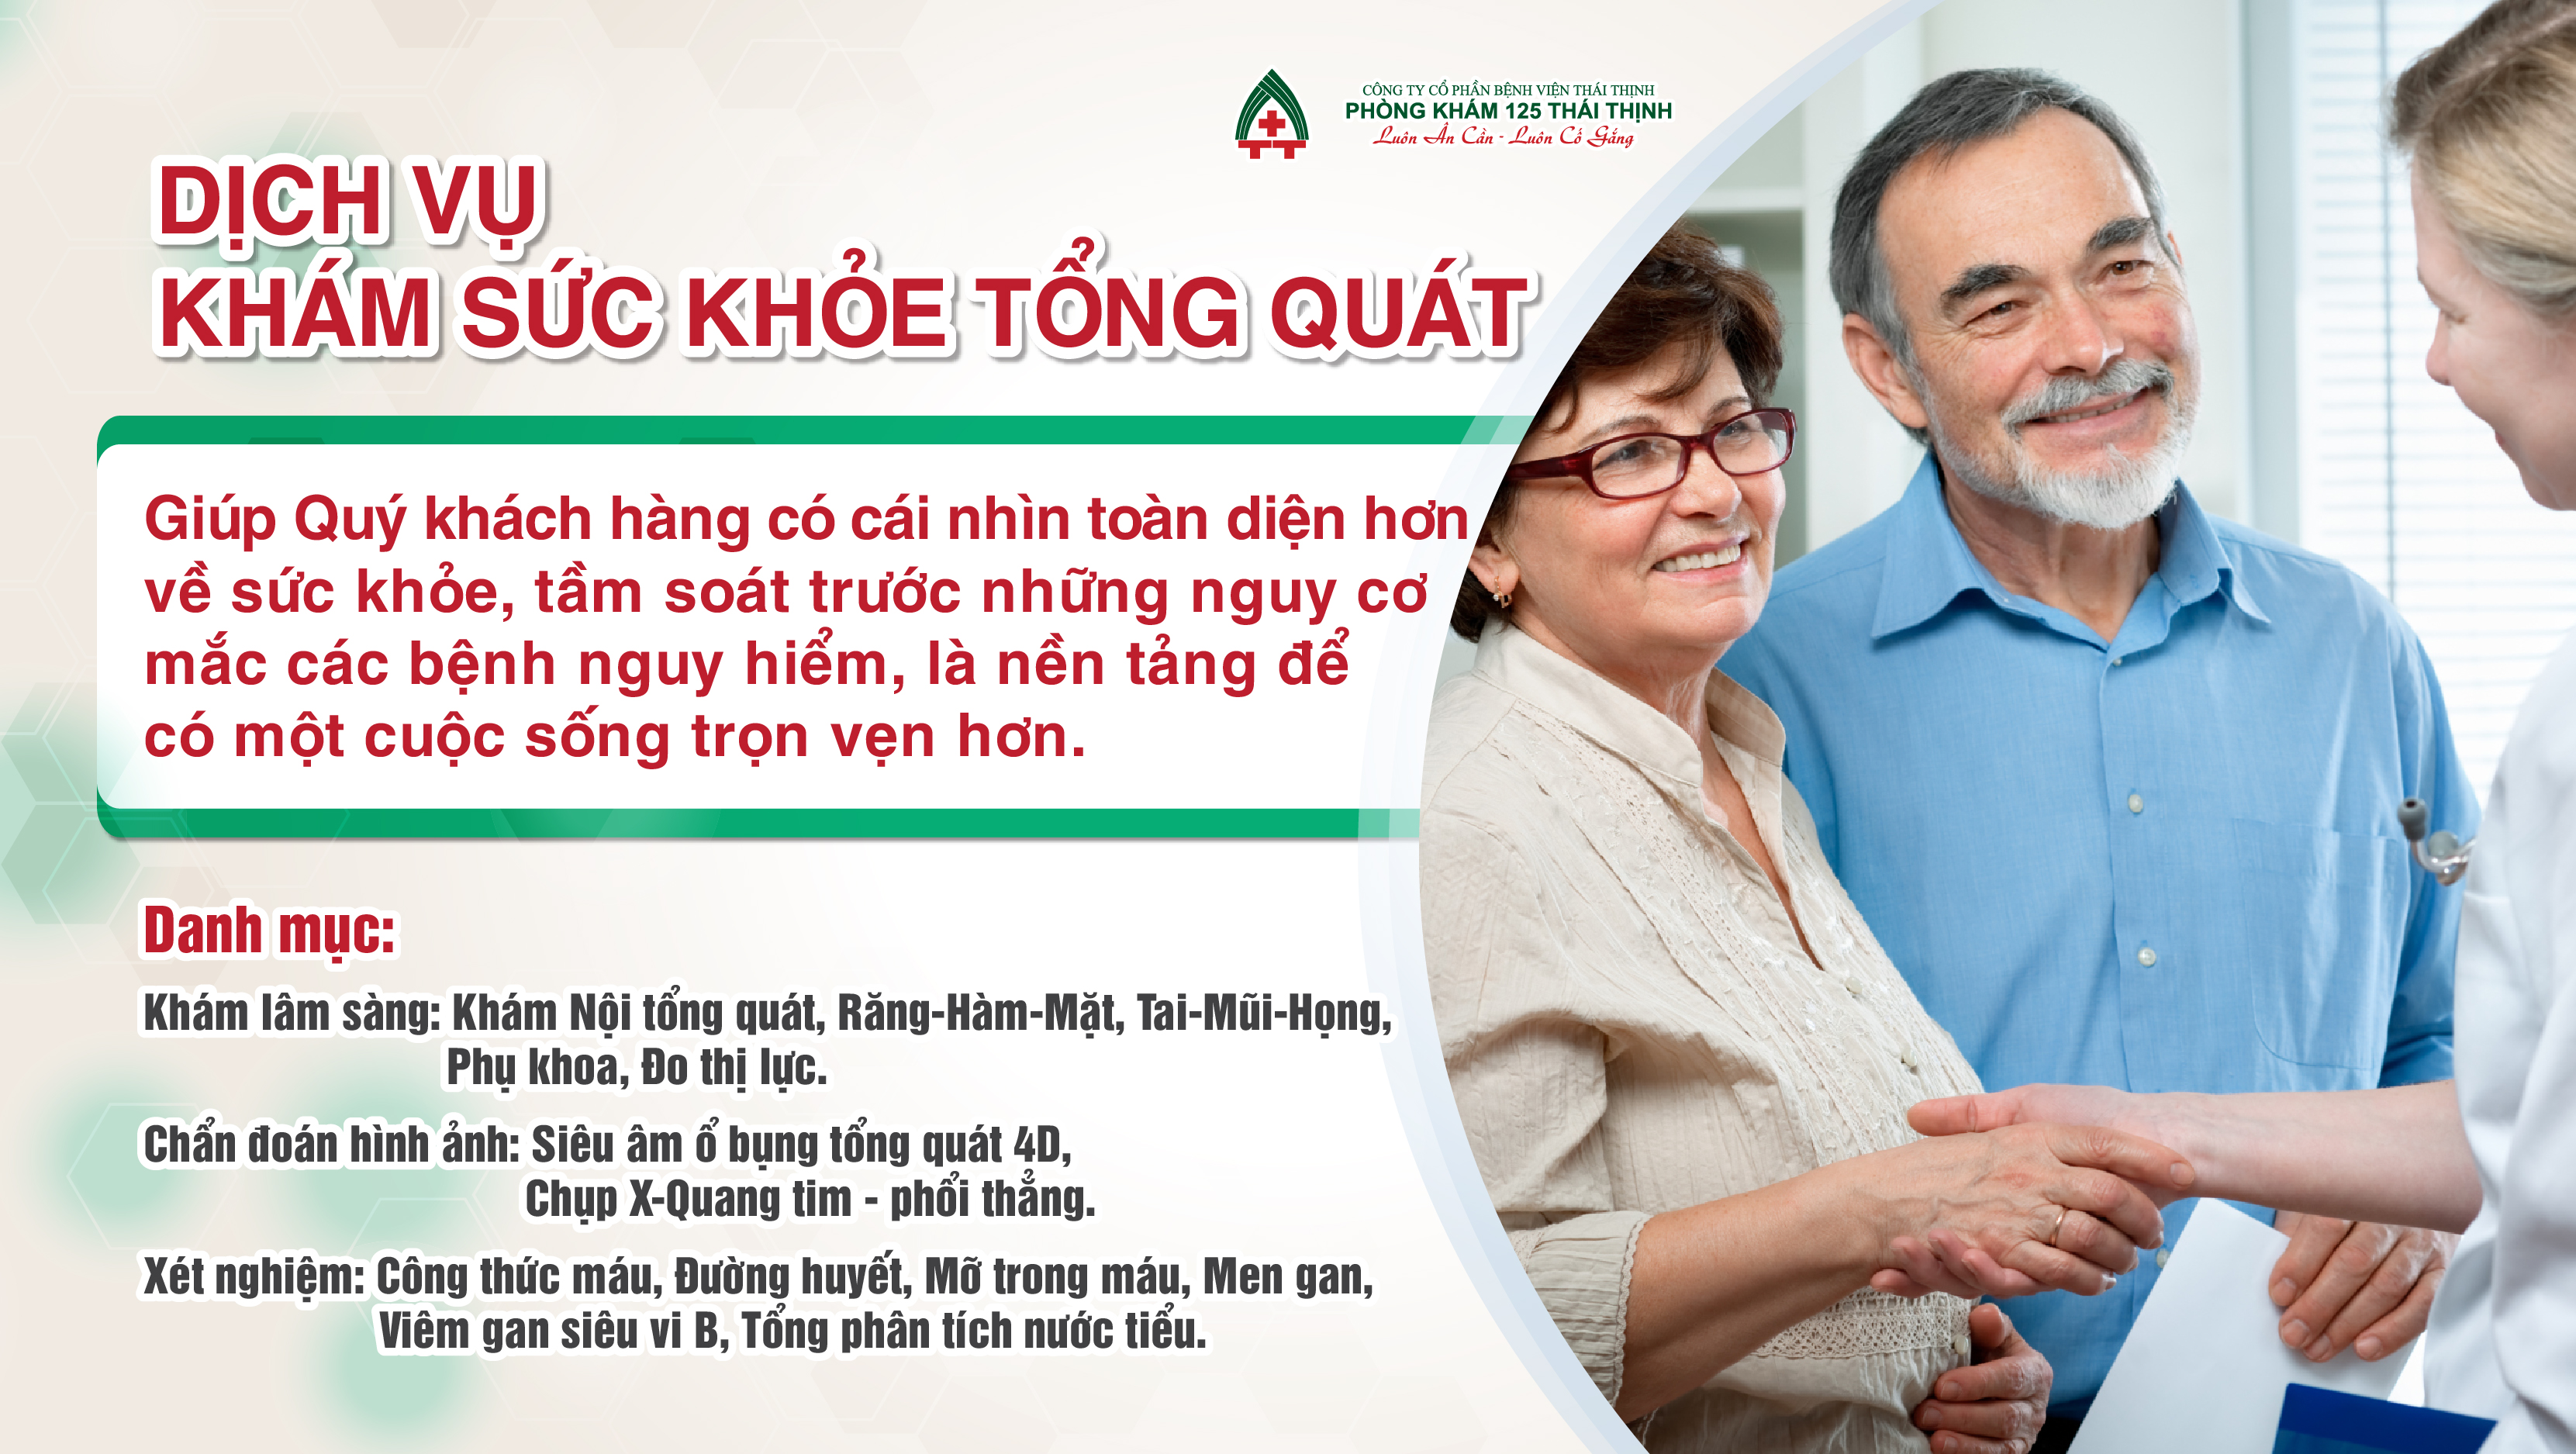 CÔNG TY CỔ PHẦN BỆNH VIỆN THÁI THỊNH
PHÒNG KHÁM 125 THÁI THỊNH
Luôn Ân Cần - Luôn Cố Gắng
DỊCH VỤ
KHÁM SỨC KHỎE TỔNG QUÁT
Giúp Quý khách hàng có cái nhìn toàn diện hơn
về sức khỏe, tầm soát trước những nguy cơ
mắc các bệnh nguy hiểm, là nền tảng để
có một cuộc sống trọn vẹn hơn.
Danh mục:
Khám lâm sàng: Khám Nội tổng quát, Răng-Hàm-Mặt, Tai-Mũi-Họng,
Phụ khoa, Đo thị lực.
Chẩn đoán hình ảnh: Siêu âm ổ bụng tổng quát 4D,
Chụp X-Quang tim - phổi thẳng.
Xét nghiệm: Công thức máu, Đường huyết, Mỡ trong máu, Men gan,
Viêm gan siêu vi B, Tổng phân tích nước tiểu.